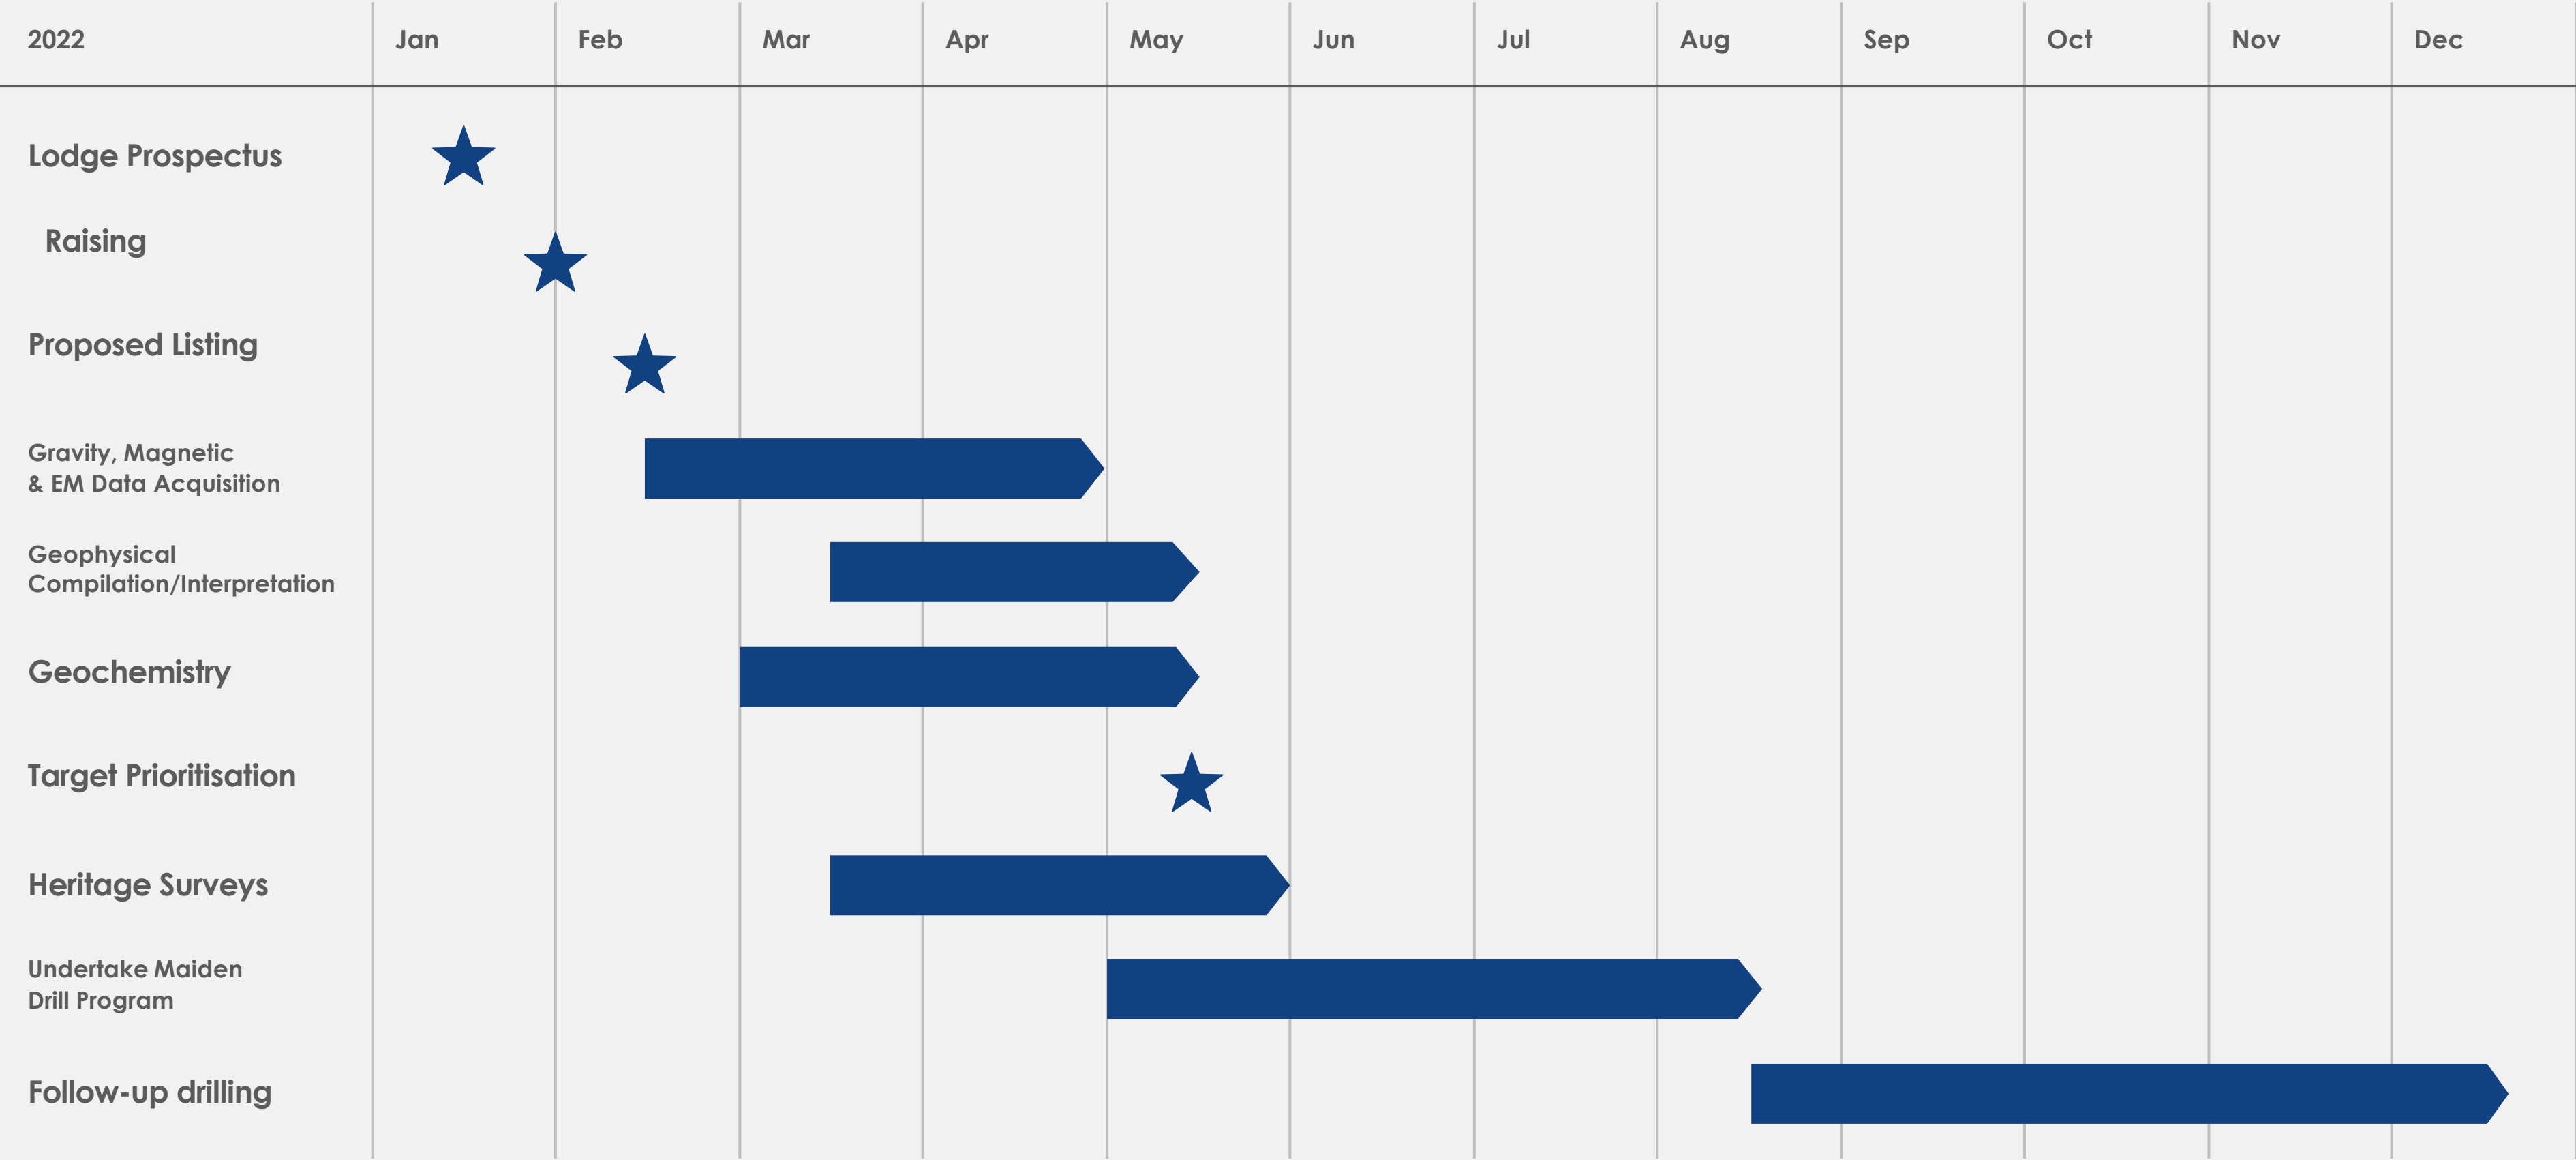 2022 Jan Feb Mar Apr May Jun Jul Aug Sep Oct Nov Dec
Lodge Prospectus
Raising
Proposed Listing
Gravity, Magnetic
& EM Data Acquisition
Geophysical
Compilation/Interpretation
Geochemistry
Target Prioritisation
Heritage Surveys
Undertake Maiden
Drill Program
Follow-up drilling